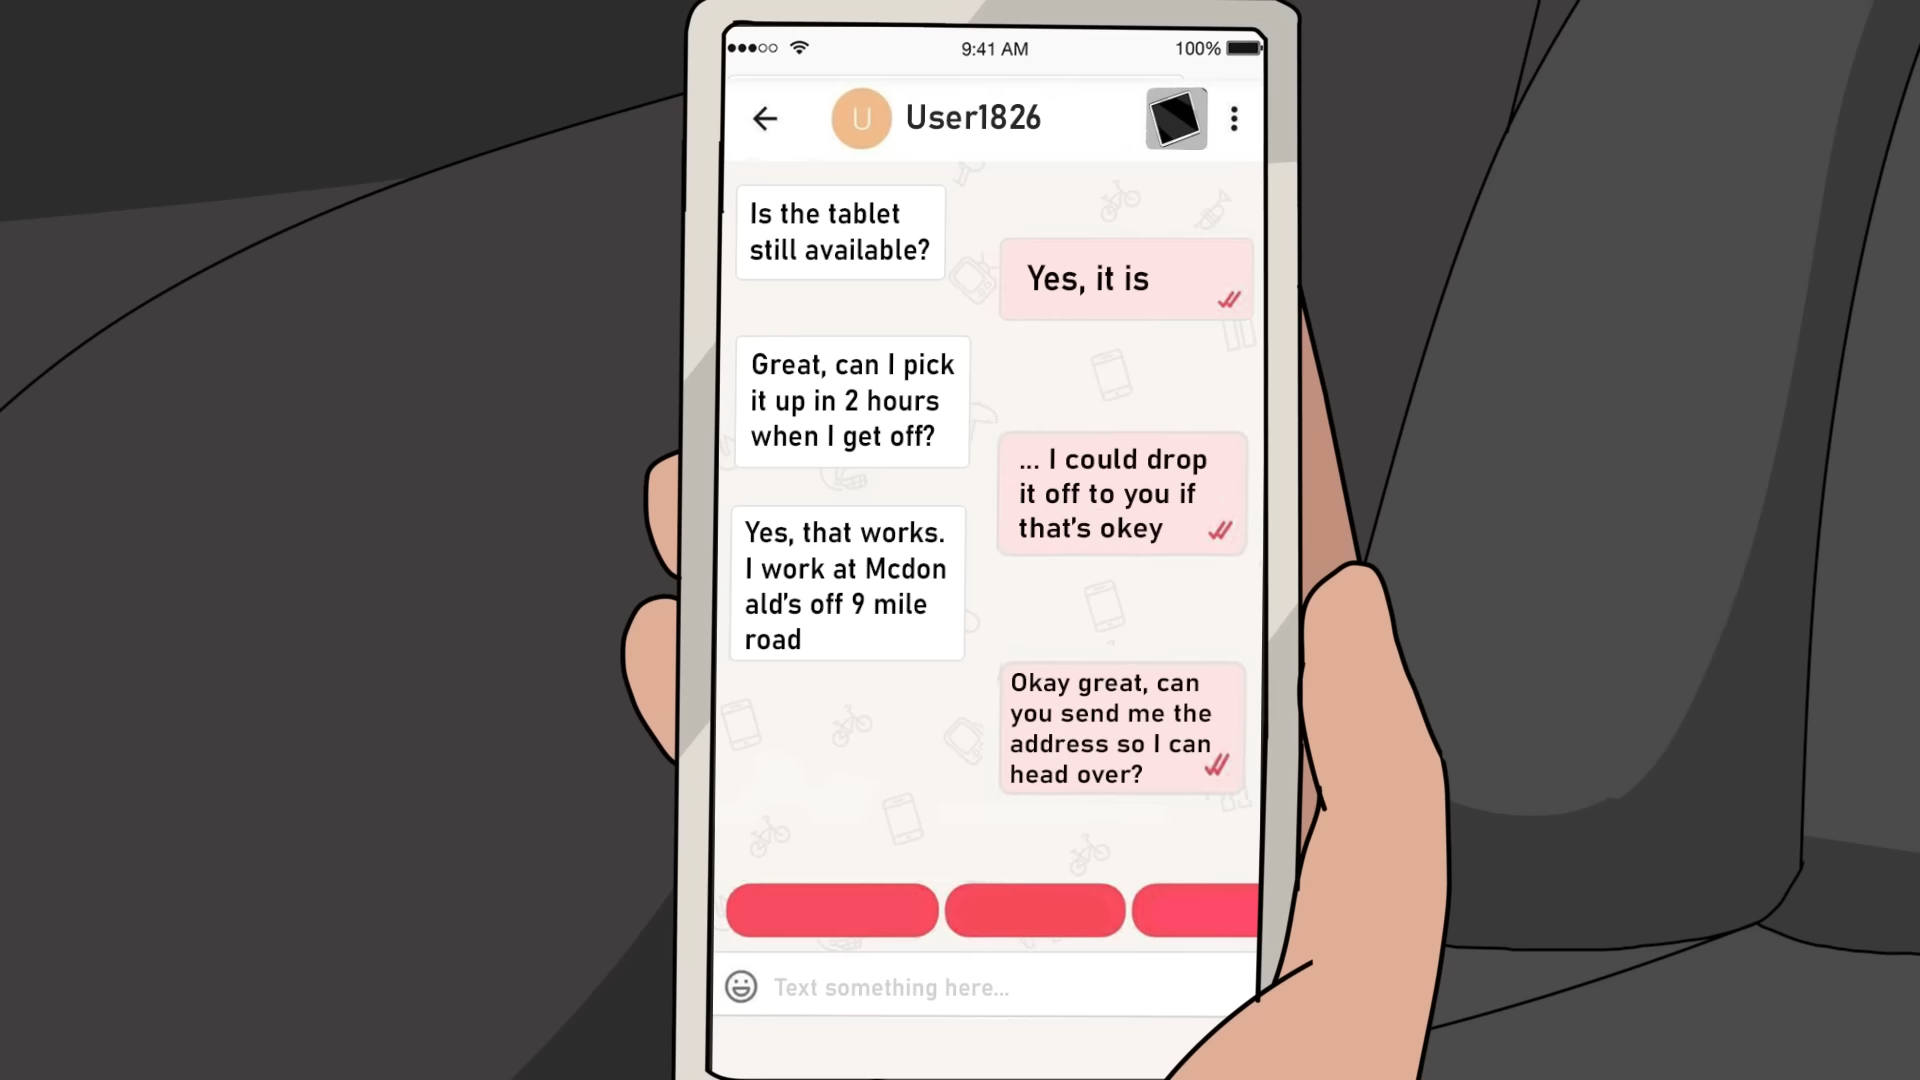 9:41 AM
100%
U
User1826
Is the tablet
still available?
Yes, it is
Great, can I pick
it up in 2 hours
when I get off?
... I could drop
it off to you if
that's okey
Yes, that works.
I work at Mcdon
ald's off 9 mile
road
Okay great, can
you send me the
address so I can
head over?
Text something here...